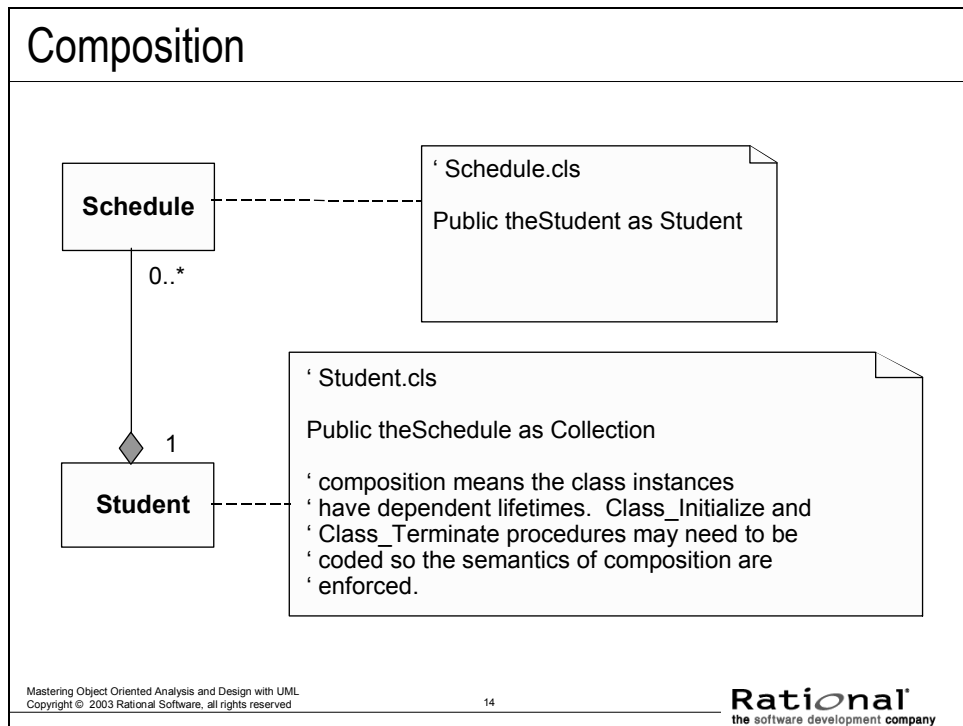 Composition
Schedule
‘ Schedule.cls
Public theStudent as Student
0..*
‘ Student.cls
Public theSchedule as Collection
‘ composition means the class instances
‘ have dependent lifetimes.  Class_Initialize and
‘ Class_Terminate procedures may need to be
‘ coded so the semantics of composition are
‘ enforced.
1
Student
Mastering Object Oriented Analysis and Design with UML
Copyright © 2003 Rational Software, all rights reserved
14
Rational
the software development company